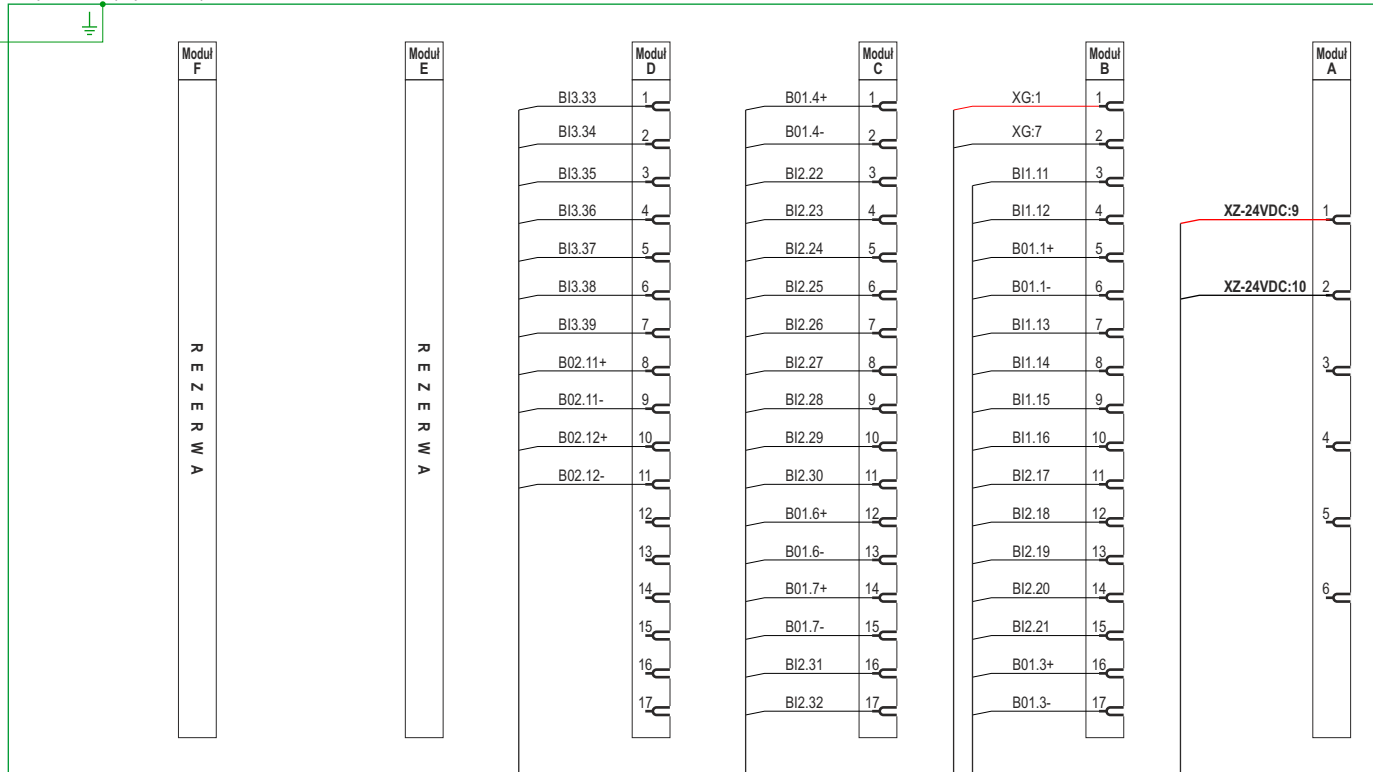 Moduł
F
REZERWA
Moduł
E
REZERWA
Moduł
D
BI3.33 1
BI3.34 2
BI3.35 3
BI3.36 4
BI3.37 5
BI3.38 6
BI3.39 7
B02.11+ 8
B02.11- 9
B02.12+ 10
B02.12- 11
12
13
14
15
16
17
Moduł
C
B01.4+ 1
B01.4- 2
BI2.22 3
BI2.23 4
BI2.24 5
BI2.25 6
BI2.26 7
BI2.27 8
BI2.28 9
BI2.29 10
BI2.30 11
B01.6+ 12
B01.6- 13
B01.7+ 14
B01.7- 15
BI2.31 16
BI2.32 17
Moduł
B
XG:1 1
XG:7 2
BI1.11 3
BI1.12 4
B01.1+ 5
B01.1- 6
BI1.13 7
BI1.14 8
BI1.15 9
BI1.16 10
BI2.17 11
BI2.18 12
BI2.19 13
BI2.20 14
BI2.21 15
B01.3+ 16
B01.3- 17
Moduł
A
XZ-24VDC:9 1
XZ-24VDC:10 2
3
4
5
6